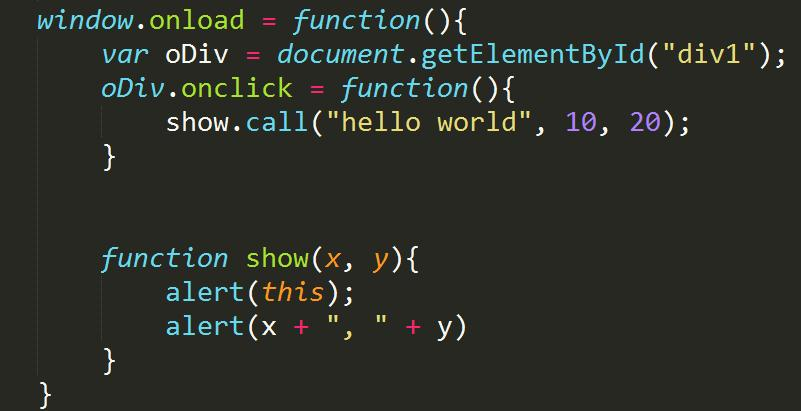 window.onload = function(){
    var oDiv = document.getElementById("div1");
    oDiv.onclick = function(){
        show.call("hello world", 10, 20);
    }
    function show(x, y){
        alert(this);
        alert(x + ", " + y)
    }
}